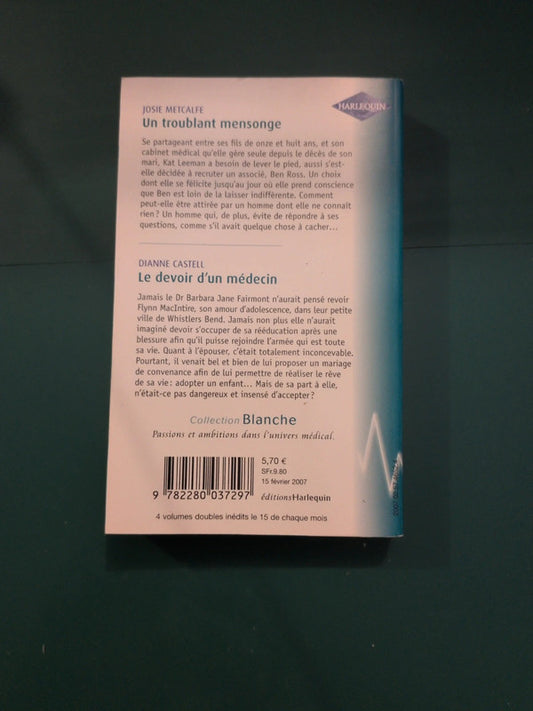 HARLEQUIN
JOSIE METCALFE
Un troublant mensonge
Se partageant entre ses fils de onze et huit ans, et son
cabinet médical qu'elle gère seule depuis le décès de son
mari, Kat Leeman a besoin de lever le pied, aussi s'est-
elle décidée à recruter un associé, Ben Ross. Un choix
dont elle se félicite jusqu'au jour où elle prend conscience
que Ben est loin de la laisser indifférente. Comment
peut-elle être attirée par un homme dont elle ne connaît
rien ? Un homme qui, de plus, évite de répondre à ses
questions, comme s'il avait quelque chose à cacher…
DIANNE CASTELL
Le devoir d'un médecin
Jamais le Dr Barbara Jane Fairmont n'aurait pensé revoir
Flynn MacIntire, son amour d'adolescence, dans leur petite
ville de Whistlers Bend. Jamais non plus elle n'aurait
imaginé devoir s'occuper de sa rééducation après une
blessure afin qu'il puisse rejoindre l'armée qui est toute
sa vie. Quant à l'épouser, c'était totalement inconcevable.
Pourtant, il venait bel et bien de lui proposer un mariage
de convenance afin de lui permettre de réaliser le rêve
de sa vie : adopter un enfant… Mais de sa part à elle,
n'était-ce pas dangereux et insensé d'accepter ?
Collection Blanche
Passions et ambitions dans l'univers médical.
5,70 €
SFr.9.80
15 février 2007
9 782280 037297
éditionsHarlequin
4 volumes doubles inédits le 15 de chaque mois